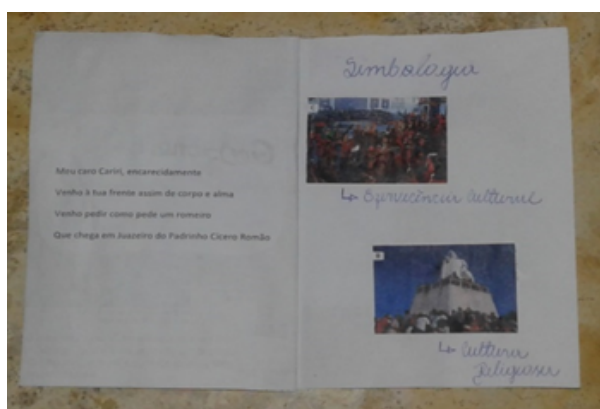 Meu caro Cariri, encarecidamente
Venho à tua frente assim de corpo e alma
Venho pedir como pede um romeiro
Que chega em Juazeiro do Padrinho Cícero Romão
Simbologia
↳ Cultural
↳ Cultura
Religiosa